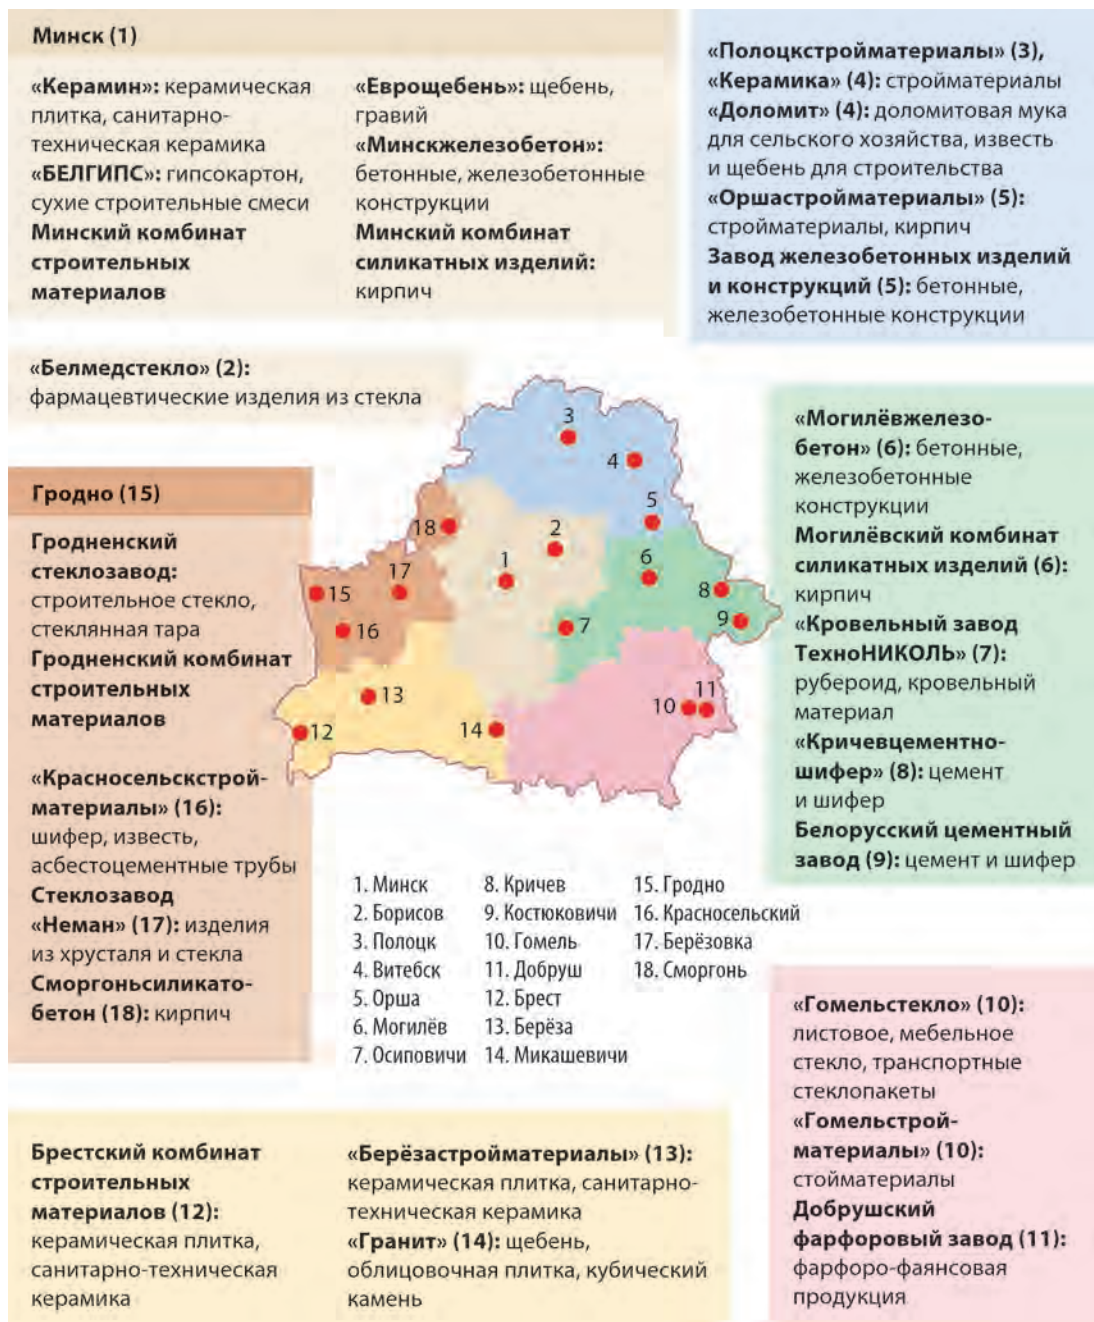 Минск (1)
«Керамин»: керамическая
плитка, санитарно-
техническая керамика
«БЕЛГИПС»: гипсокартон,
сухие строительные смеси
Минский комбинат
строительных
материалов
«Еврощебень»: щебень,
гравий
«Минскжелезобетон»:
бетонные, железобетонные
конструкции
Минский комбинат
силикатных изделий:
кирпич
«Полоцкстройматериалы» (3),
«Керамика» (4): стройматериалы
«Доломит» (4): доломитовая мука
для сельского хозяйства, известь
и щебень для строительства
«Оршастройматериалы» (5):
стройматериалы, кирпич
Завод железобетонных изделий
и конструкций (5): бетонные,
железобетонные конструкции
«Белмедстекло» (2):
фармацевтические изделия из стекла
3
4
5
18
2
6
1
17
15
8
16
7
9
13
10
11
12
14
«Могилёвжелезо-
бетон» (6): бетонные,
железобетонные
конструкции
Могилёвский комбинат
силикатных изделий (6):
кирпич
«Кровельный завод
ТехноНИКОЛЬ» (7):
рубероид, кровельный
материал
«Кричевцементно-
шифер» (8): цемент
и шифер
Белорусский цементный
завод (9): цемент и шифер
Гродно (15)
Гродненский
стеклозавод:
строительное стекло,
стеклянная тара
Гродненский комбинат
строительных
материалов
«Красносельскстрой-
материалы» (16):
шифер, известь,
асбестоцементные трубы
Стеклозавод
«Неман» (17): изделия
из хрусталя и стекла
Сморгоньсиликато-
бетон (18): кирпич
1. Минск
2. Борисов
3. Полоцк
4. Витебск
5. Орша
6. Могилёв
7. Осиповичи
8. Кричев
9. Костюковичи
10. Гомель
11. Добруш
12. Брест
13. Берёза
14. Микашевичи
15. Гродно
16. Красносельский
17. Берёзовка
18. Сморгонь
«Гомельстекло» (10):
листовое, мебельное
стекло, транспортные
стеклопакеты
«Гомельстрой-
материалы» (10):
стойматериалы
Добрушский
фарфоровый завод (11):
фарфоро-фаянсовая
продукция
Брестский комбинат
строительных
материалов (12):
керамическая плитка,
санитарно-техническая
керамика
«Берёзастройматериалы» (13):
керамическая плитка, санитарно-
техническая керамика
«Гранит» (14): щебень,
облицовочная плитка, кубический
камень